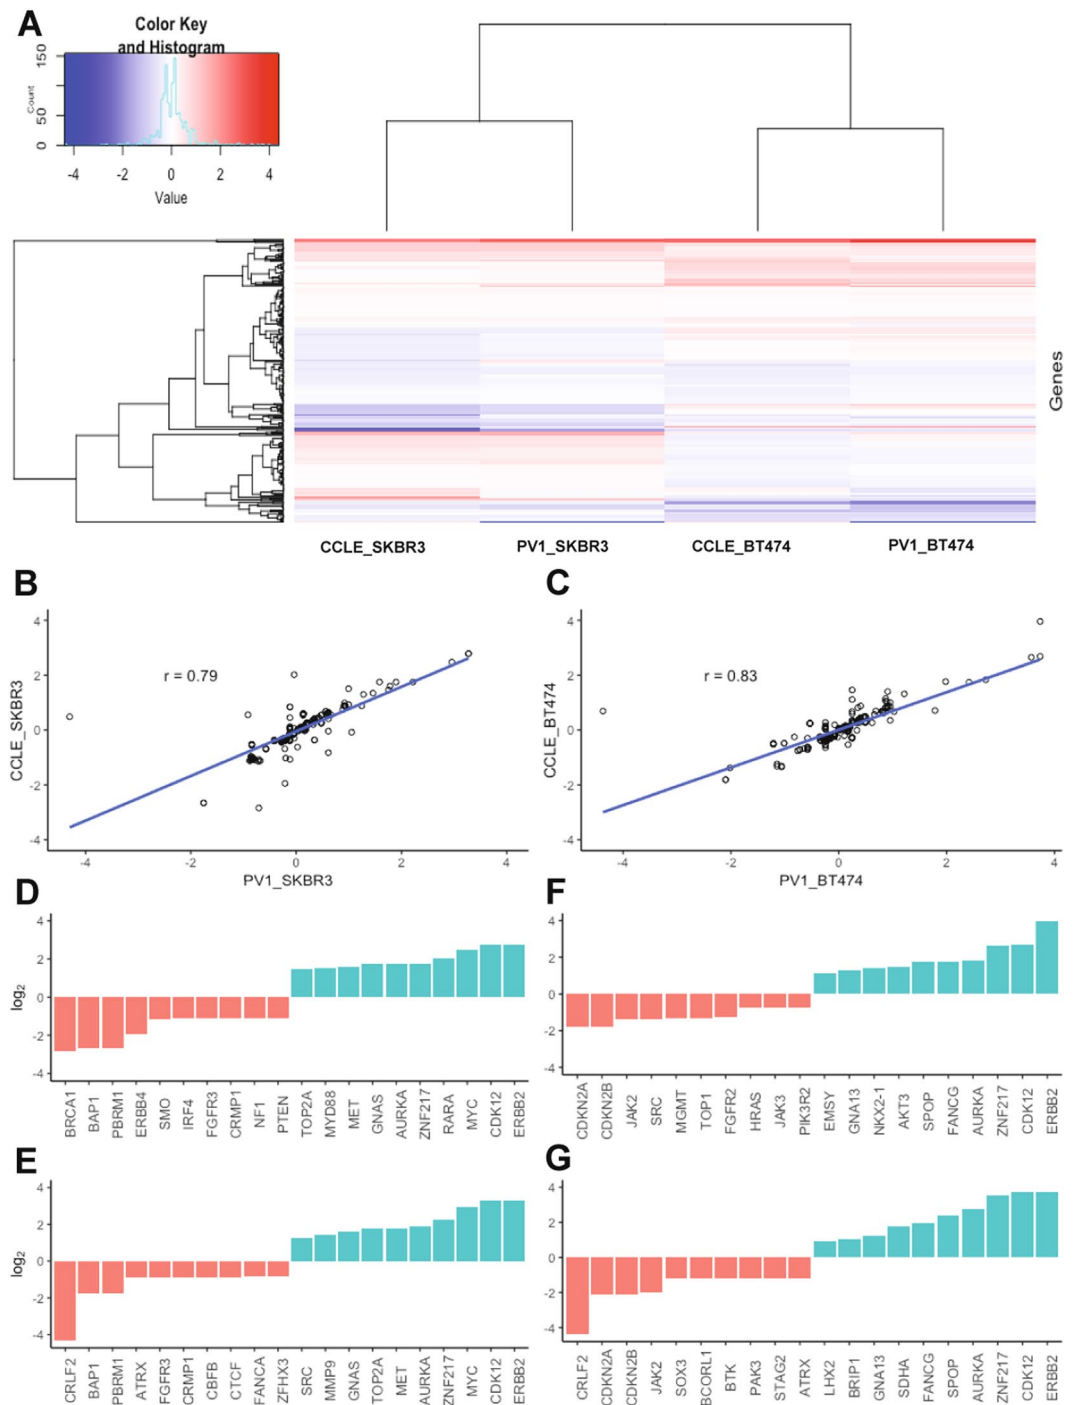 A
Color Key
and Histogram
150
50
0
Count
-4 -2 0 2 4
Value
Genes
CCLE_SKBR3 PV1_SKBR3 CCLE_BT474 PV1_BT474
B
4
2
0
-2
-4
CCLE_SKBR3
r = 0.79
-4 -2 0 2 4
PV1_SKBR3
C
4
2
0
-2
-4
CCLE_BT474
r = 0.83
-4 -2 0 2 4
PV1_BT474
D
4
2
0
-2
-4
log2
BRCA1
BAP1
PBRM1
ERBB4
SMO
IRF4
FGFR3
CRMP1
NF1
PTEN
TOP2A
MYD88
MET
GNAS
AURKA
ZNF217
RARA
MYC
CDK12
ERBB2
F
4
2
0
-2
-4
CDKN2A
CDKN2B
JAK2
SRC
MGMT
TOP1
FGFR2
HRAS
JAK3
PIK3R2
EMSY
GNA13
NKX2-1
AKT3
SPOP
FANCG
AURKA
ZNF217
CDK12
ERBB2
E
4
2
0
-2
-4
log2
CRLF2
BAP1
PBRM1
ATRX
FGFR3
CRMP1
CBFB
CTCF
FANCA
ZFHX3
SRC
MMP9
GNAS
TOP2A
MET
AURKA
ZNF217
MYC
CDK12
ERBB2
G
4
2
0
-2
-4
CRLF2
CDKN2A
CDKN2B
JAK2
SOX3
BCORL1
BTK
PAK3
STAG2
ATRX
LHX2
BRIP1
GNA13
SDHA
FANCG
SPOP
AURKA
ZNF217
CDK12
ERBB2